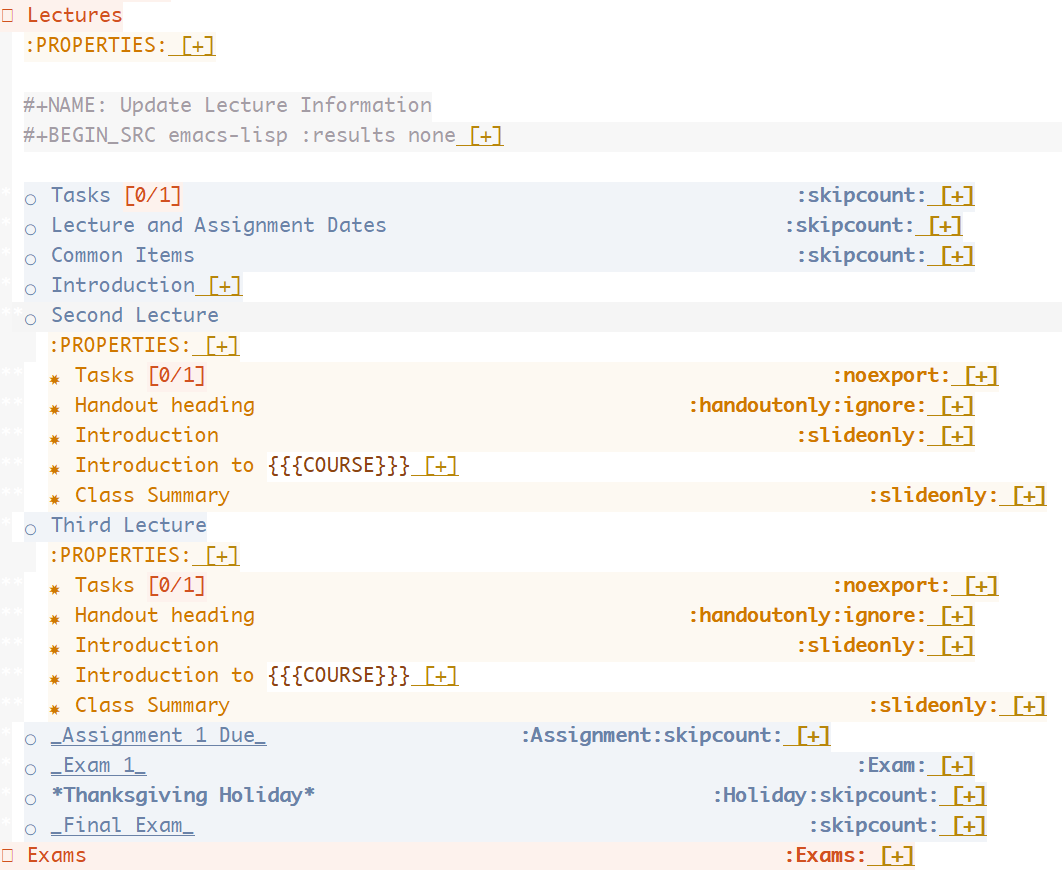 Lectures
:PROPERTIES: [+]
#+NAME: Update Lecture Information
#+BEGIN_SRC emacs-lisp :results none [+]
Tasks [0/1] :skipcount: [+]
Lecture and Assignment Dates :skipcount: [+]
Common Items :skipcount: [+]
Introduction [+]
Second Lecture
:PROPERTIES: [+]
Tasks [0/1] :noexport: [+]
Handout heading :handoutonly:ignore: [+]
Introduction :slideonly: [+]
Introduction to {{{COURSE}}} [+]
Class Summary :slideonly: [+]
Third Lecture
:PROPERTIES: [+]
Tasks [0/1] :noexport: [+]
Handout heading :handoutonly:ignore: [+]
Introduction :slideonly: [+]
Introduction to {{{COURSE}}} [+]
Class Summary :slideonly: [+]
_Assignment 1 Due_ :Assignment:skipcount: [+]
_Exam 1_ :Exam: [+]
*Thanksgiving Holiday* :Holiday:skipcount: [+]
_Final Exam_ :skipcount: [+]
Exams :Exams: [+]